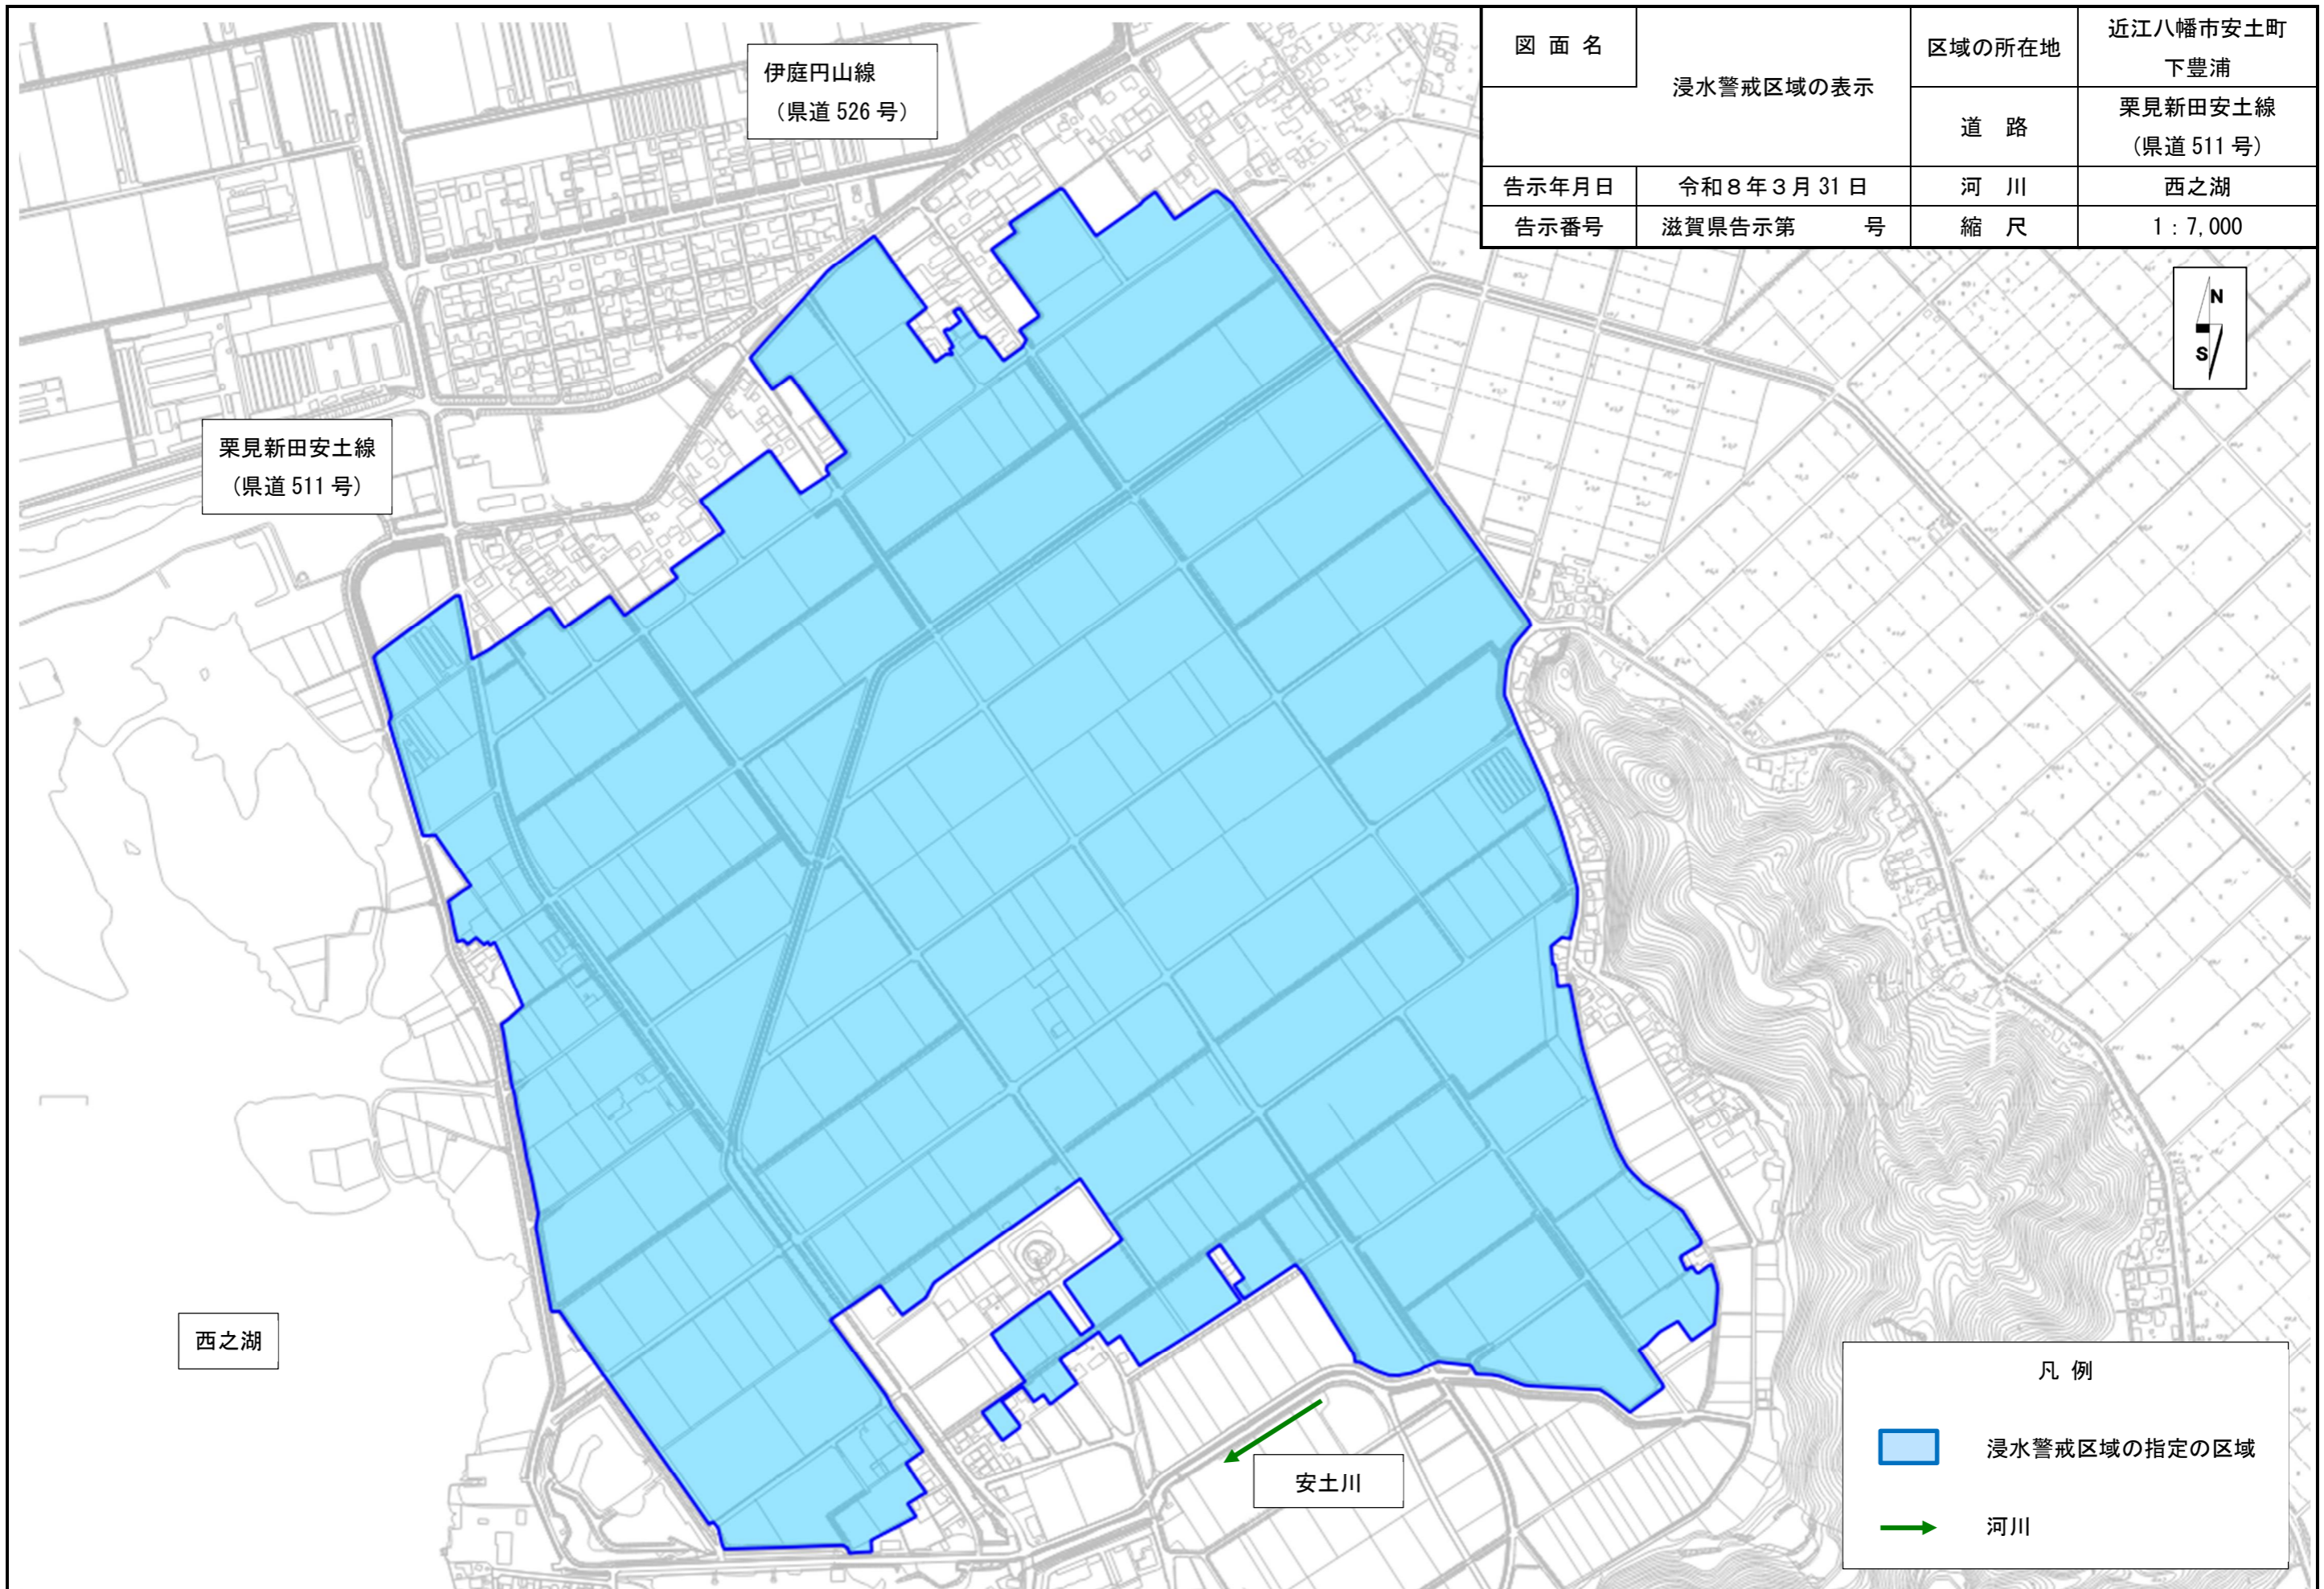 図面名
浸水警戒区域の表示
区域の所在地
近江八幡市安土町
下豊浦
道路
栗見新田安土線
（県道511号）
告示年月日
令和８年３月31日
河川
西之湖
告示番号
滋賀県告示第　　　号
縮尺
1：7,000
伊庭円山線
（県道526号）
N
S
栗見新田安土線
（県道511号）
西之湖
安土川
凡例
浸水警戒区域の指定の区域
河川